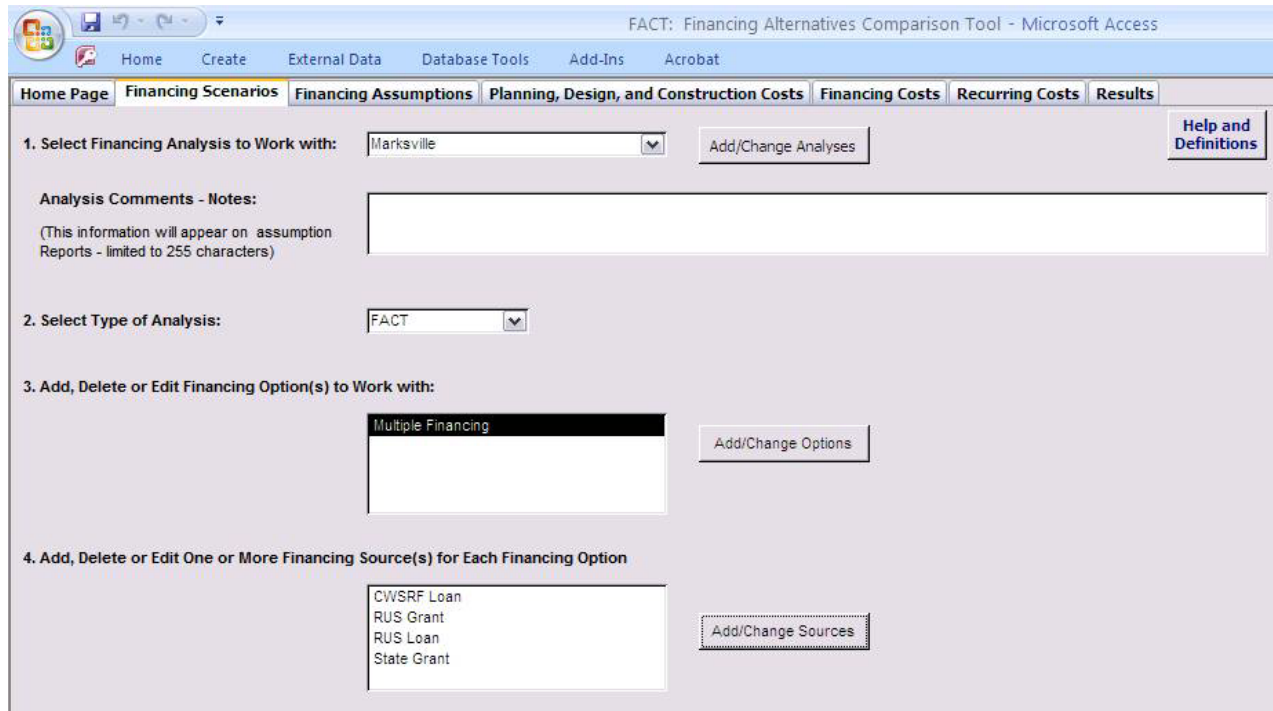 FACT: Financing Alternatives Comparison Tool - Microsoft Access
Home Create External Data Database Tools Add-Ins Acrobat
Home Page Financing Scenarios Financing Assumptions Planning, Design, and Construction Costs Financing Costs Recurring Costs Results
Help and
Definitions
1. Select Financing Analysis to Work with: Marksville Add/Change Analyses
Analysis Comments - Notes:
(This information will appear on assumption
Reports - limited to 255 characters)
2. Select Type of Analysis: FACT
3. Add, Delete or Edit Financing Option(s) to Work with:
Multiple Financing
Add/Change Options
4. Add, Delete or Edit One or More Financing Source(s) for Each Financing Option
CWSRF Loan
RUS Grant
RUS Loan
State Grant
Add/Change Sources